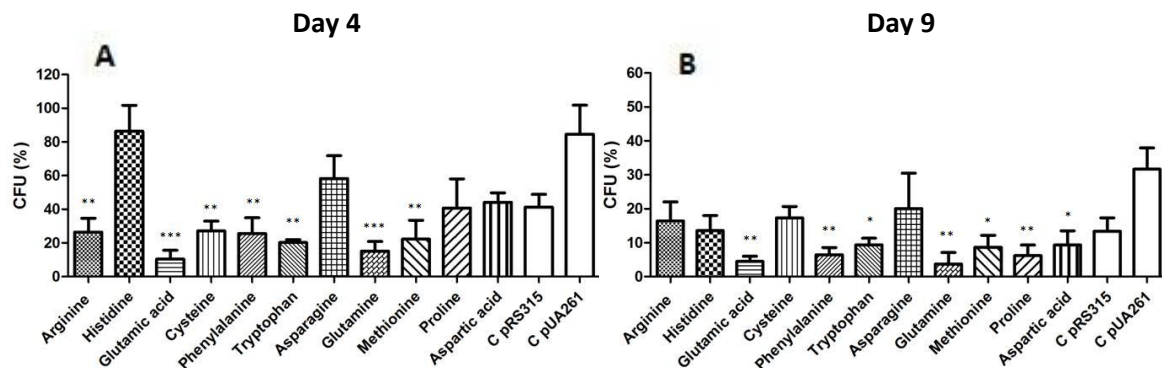 Day 4
Day 9
A
B
CFU (%)
120
100
80
60
40
20
0
** *** ** ** ** *** **
Arginine
Histidine
Glutamic acid
Cysteine
Phenylalanine
Tryptophan
Asparagine
Glutamine
Methionine
Proline
Aspartic acid
C pRS315
C pUA261
CFU (%)
60
50
40
30
20
10
0
** ** * ** * ** *
Arginine
Histidine
Glutamic acid
Cysteine
Phenylalanine
Tryptophan
Asparagine
Glutamine
Methionine
Proline
Aspartic acid
C pRS315
C pUA261